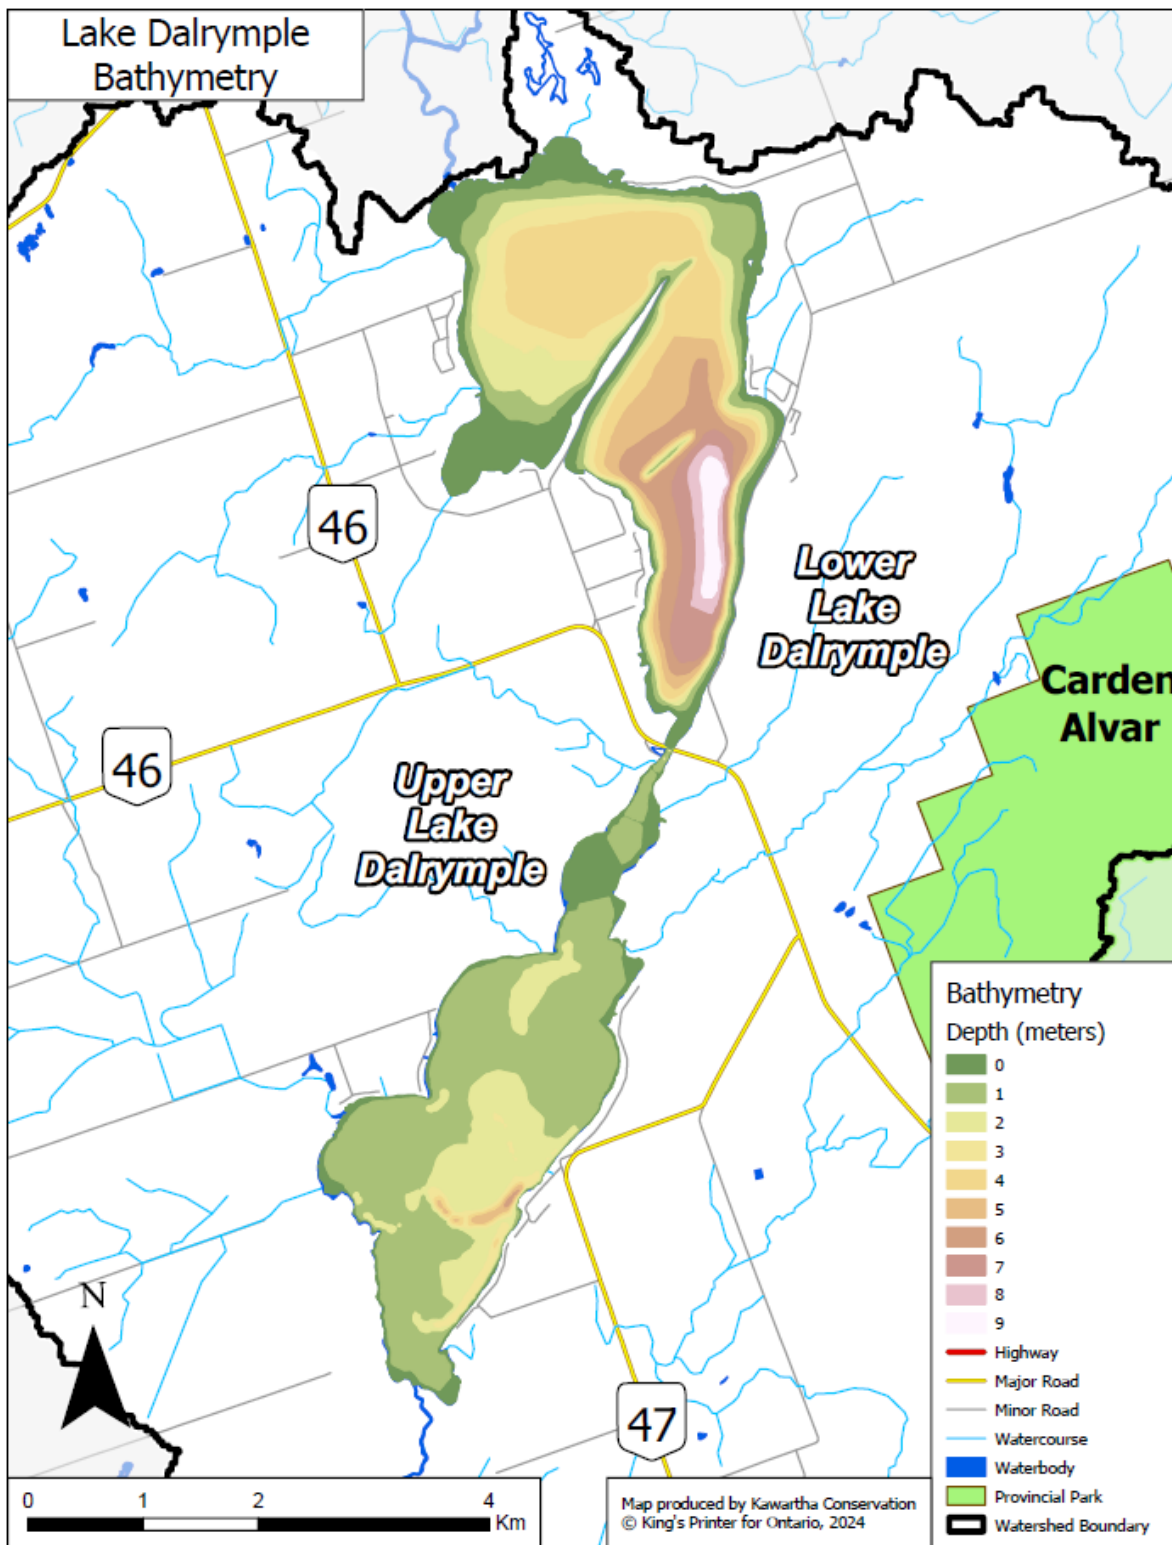 Lake Dalrymple
Bathymetry
46
Lower
Lake
Dalrymple
Carden
Alvar
46
Upper
Lake
Dalrymple
Bathymetry
Depth (meters)
0
1
2
3
4
5
6
7
8
9
Highway
Major Road
Minor Road
Watercourse
Waterbody
Provincial Park
Watershed Boundary
N
47
0 1 2 4
Km
Map produced by Kawartha Conservation
© King's Printer for Ontario, 2024